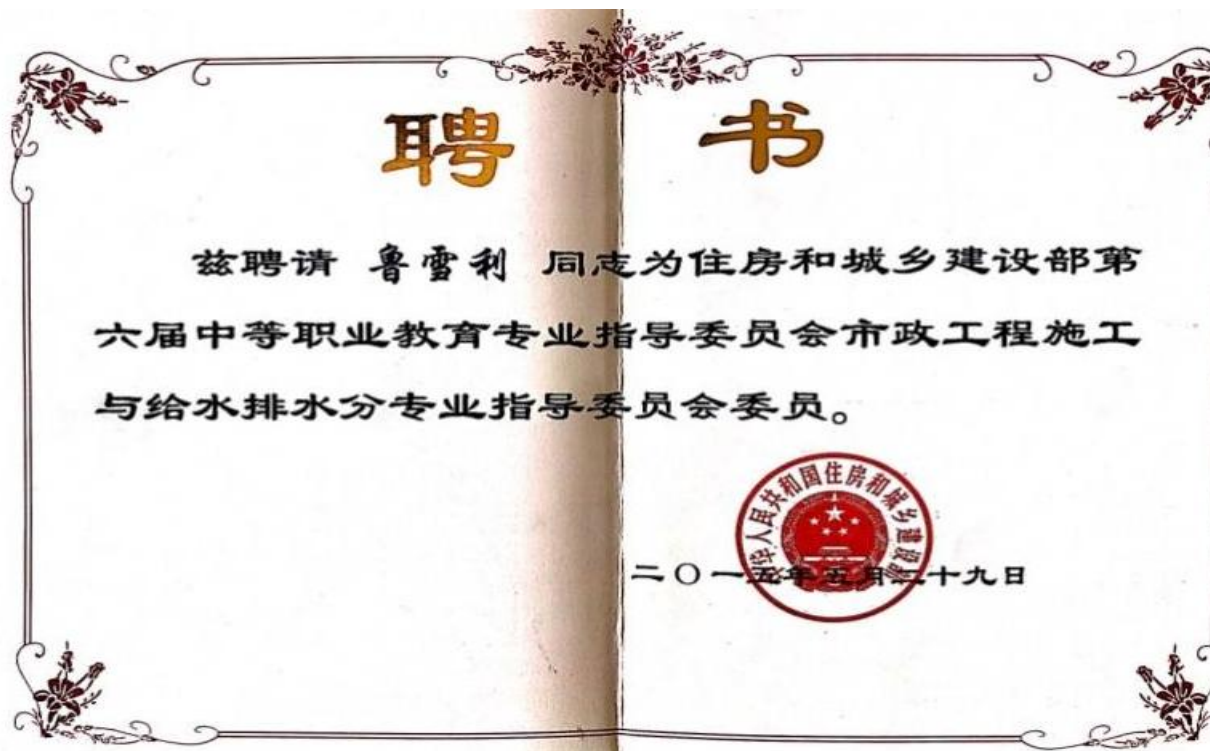 聘 书
兹聘请 鲁雪利 同志为住房和城乡建设部第
六届中等职业教育专业指导委员会市政工程施工
与给水排水分专业指导委员会委员。
中华人民共和国住房和城乡建设部
二〇一五年五月二十九日